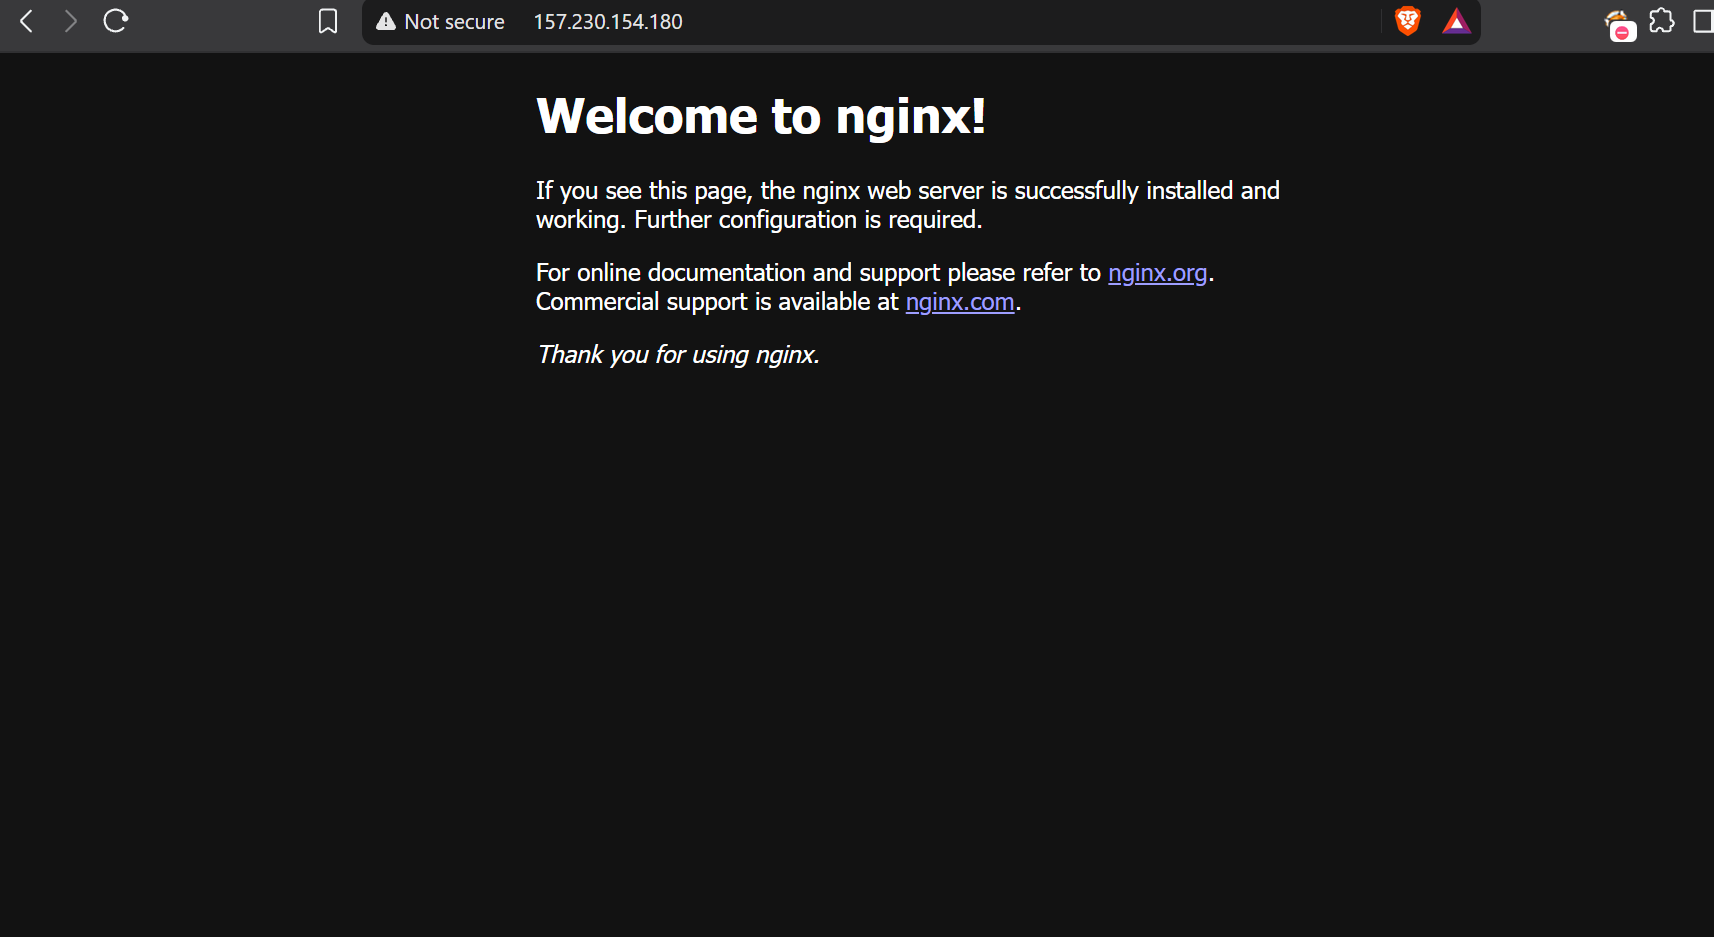 Not secure 157.230.154.180
Welcome to nginx!
If you see this page, the nginx web server is successfully installed and
working. Further configuration is required.
For online documentation and support please refer to nginx.org.
Commercial support is available at nginx.com.
Thank you for using nginx.